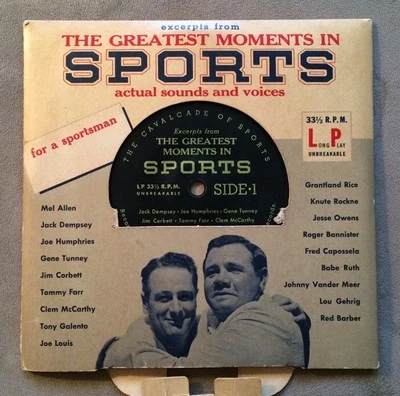 excerpts from
THE GREATEST MOMENTS IN
SPORTS
actual sounds and voices
for a sportsman
THE CAVALCADE OF SPORTS
Excerpts from
THE GREATEST
MOMENTS IN
SPORTS
LP 33⅓ R.P.M.
UNBREAKABLE
SIDE·1
Jack Dempsey · Joe Humphries · Gene Tunney
Jim Corbett · Tommy Farr · Clem McCarthy
33⅓ R.P.M.
LONG PLAY
UNBREAKABLE
Mel Allen
Jack Dempsey
Joe Humphries
Gene Tunney
Jim Corbett
Tommy Farr
Clem McCarthy
Tony Galento
Joe Louis
Grantland Rice
Knute Rockne
Jesse Owens
Roger Bannister
Fred Capossela
Babe Ruth
Johnny Vander Meer
Lou Gehrig
Red Barber